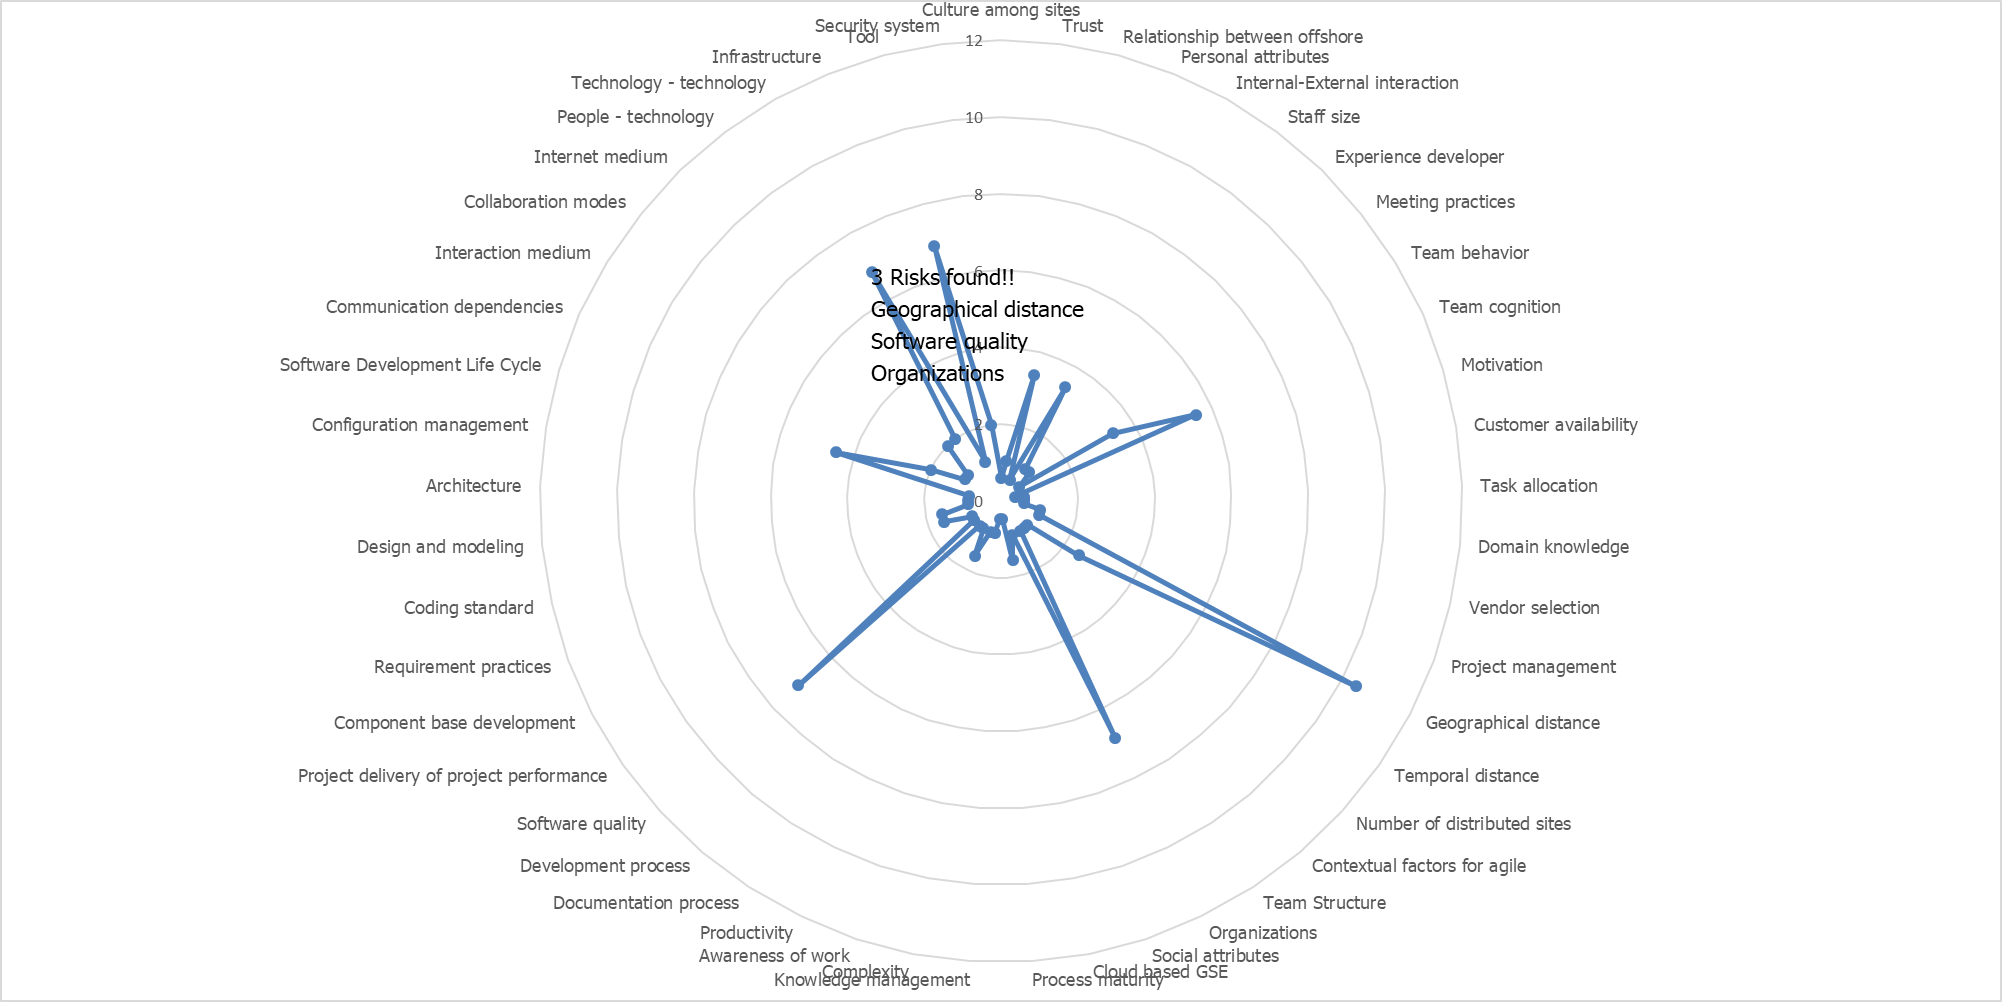 Culture among sites
Security system
Trust
Tool
12
Relationship between offshore
Infrastructure
Personal attributes
Technology - technology
Internal-External interaction
People - technology
10
Staff size
Internet medium
Experience developer
Collaboration modes
8
Meeting practices
Interaction medium
Team behavior
6
3 Risks found!!
Communication dependencies
Geographical distance
Team cognition
Software quality
4
Software Development Life Cycle
Organizations
Motivation
Configuration management
2
Customer availability
Architecture
0
Task allocation
Design and modeling
Domain knowledge
Coding standard
Vendor selection
Requirement practices
Project management
Component base development
Geographical distance
Project delivery of project performance
Temporal distance
Software quality
Number of distributed sites
Development process
Contextual factors for agile
Documentation process
Team Structure
Productivity
Organizations
Awareness of work
Social attributes
Complexity
Cloud based GSE
Knowledge management
Process maturity